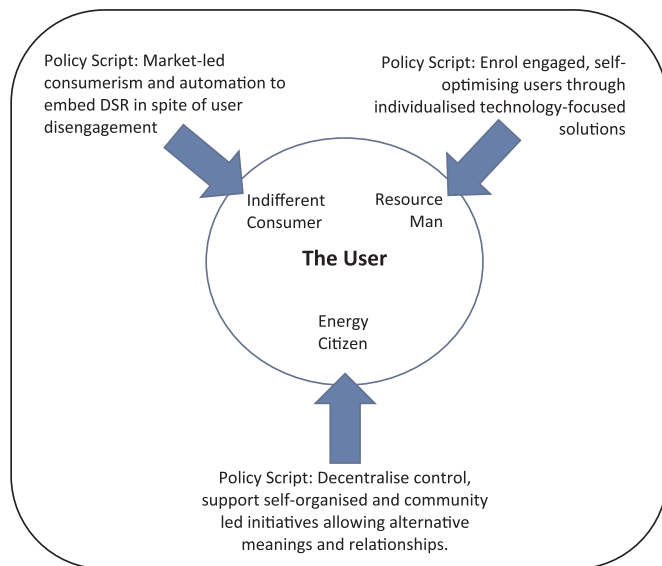 Policy Script: Market-led
consumerism and automation to
embed DSR in spite of user
disengagement
Policy Script: Enrol engaged, self-
optimising users through
individualised technology-focused
solutions
Indifferent
Consumer
Resource
Man
The User
Energy
Citizen
Policy Script: Decentralise control,
support self-organised and community
led initiatives allowing alternative
meanings and relationships.